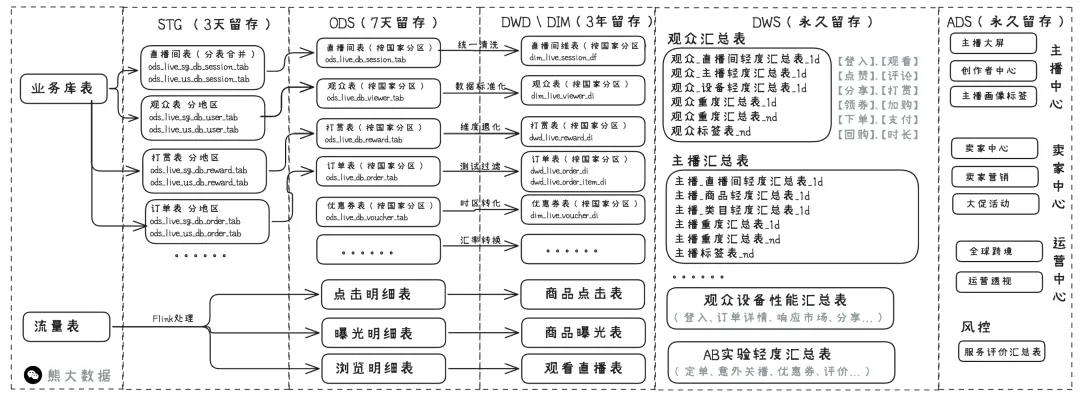 STG（3天留存）
ODS（7天留存）
DWD \ DIM（3年留存）
DWS（永久留存）
ADS（永久留存）
业务库表
流量表
直播间表（分表合并）
ods_live_sg_db_session_tab
ods_live_us_db_session_tab
观众表 分地区
ods_live_sg_db_user_tab
ods_live_us_db_user_tab
打赏表 分地区
ods_live_sg_db_reward_tab
ods_live_us_db_reward_tab
订单表 分地区
ods_live_sg_db_order_tab
ods_live_us_db_order_tab
······
Flink处理
直播间表（按国家分区）
ods_live_db_session_tab
观众表（按国家分区）
ods_live_db_viewer_tab
打赏表（按国家分区）
ods_live_db_reward_tab
订单表（按国家分区）
ods_live_db_order_tab
优惠券表（按国家分区）
ods_live_db_voucher_tab
······
点击明细表
曝光明细表
浏览明细表
统一清洗
数据标准化
维度退化
测试过滤
时区转化
汇率转换
直播间维表（按国家分区）
dim_live_session_df
观众表（按国家分区）
dim_live_viewer_di
打赏表（按国家分区）
dwd_live_reward_di
订单表（按国家分区）
dwd_live_order_di
dwd_live_order_item_di
优惠券表（按国家分区）
dim_live_voucher_di
······
商品点击表
商品曝光表
观看直播表
观众汇总表
观众_直播间轻度汇总表_1d
观众_主播轻度汇总表_1d
观众_设备轻度汇总表_1d
观众重度汇总表_1d
观众重度汇总表_nd
观众标签表_nd
[登入].[观看]
[点赞].[评论]
[分享].[打赏]
[领券].[加购]
[下单].[支付]
[回购].[时长]
主播汇总表
主播_直播间轻度汇总表_1d
主播_商品轻度汇总表_1d
主播_类目轻度汇总表_1d
主播重度汇总表_1d
主播重度汇总表_nd
主播标签表_nd
······
观众设备性能汇总表
（登入、订单详情、响应市场、分享...）
AB实验轻度汇总表
（定单、意外关播、优惠券、评价...）
主播大屏
创作者中心
主播画像标签
主播中心
卖家中心
卖家营销
大促活动
卖家中心
全球跨境
运营透视
运营中心
风控
服务评价汇总表
熊大数据